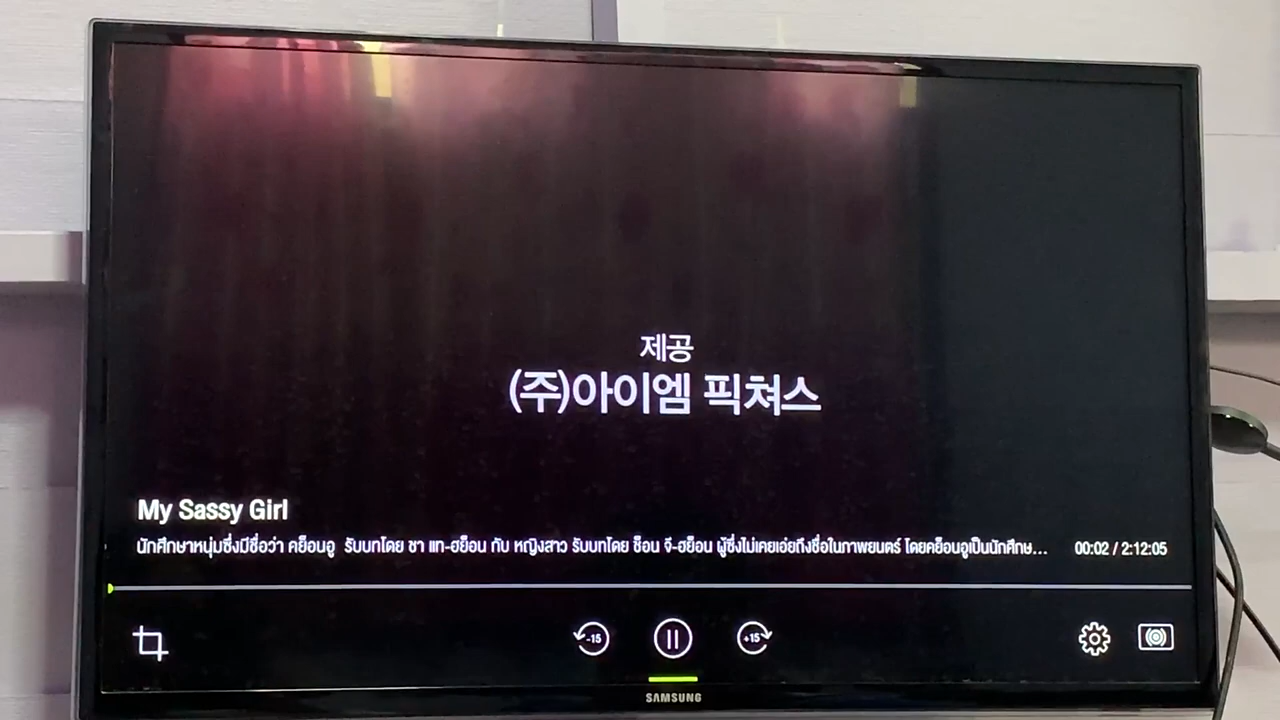 제공
(주)아이엠 픽쳐스
My Sassy Girl
นักศึกษาหนุ่มซึ่งมีชื่อว่า คย็อนอู รับบทโดย ชา แท-ฮย็อน กับ หญิงสาว รับบทโดย ช็อน จี-ฮย็อน ผู้ซึ่งไม่เคยเอ่ยถึงชื่อในภาพยนตร์ โดยคย็อนอูเป็นนักศึกษ...
00:02 / 2:12:05
-15
+15
SAMSUNG